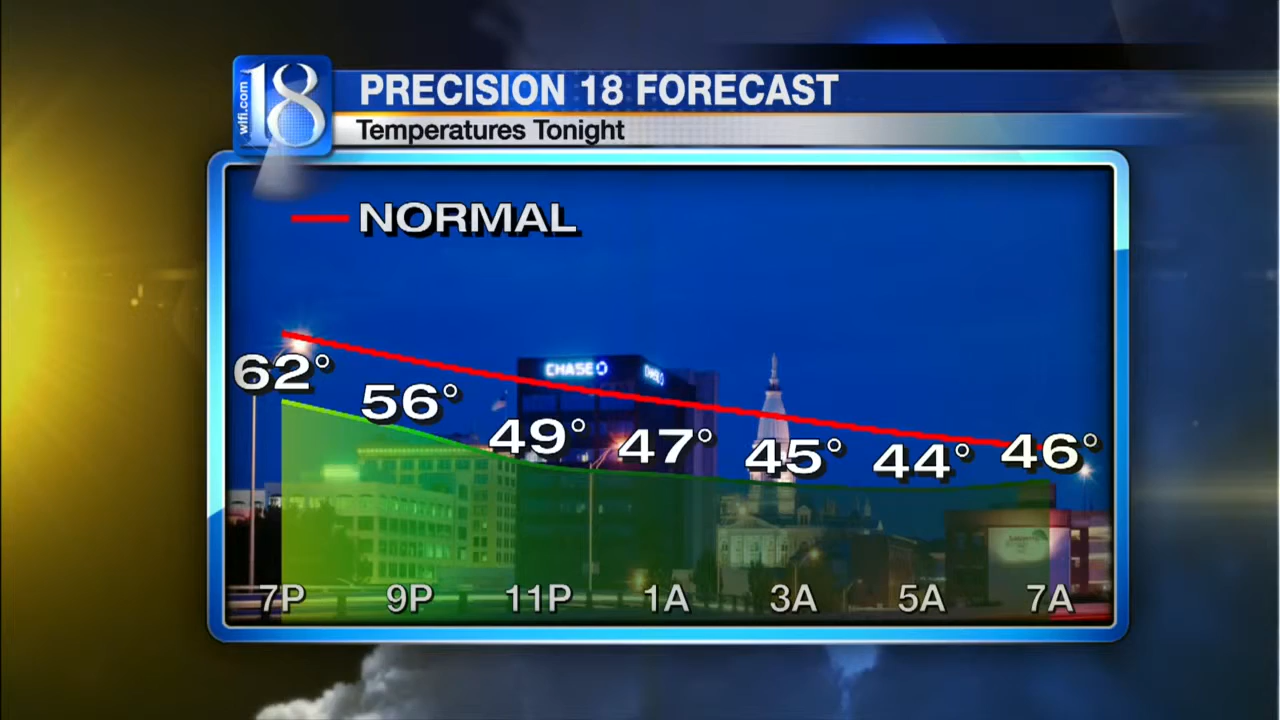 wlfi.com
18
PRECISION 18 FORECAST
Temperatures Tonight
NORMAL
CHASE
62° 56° 49° 47° 45° 44° 46°
7P 9P 11P 1A 3A 5A 7A